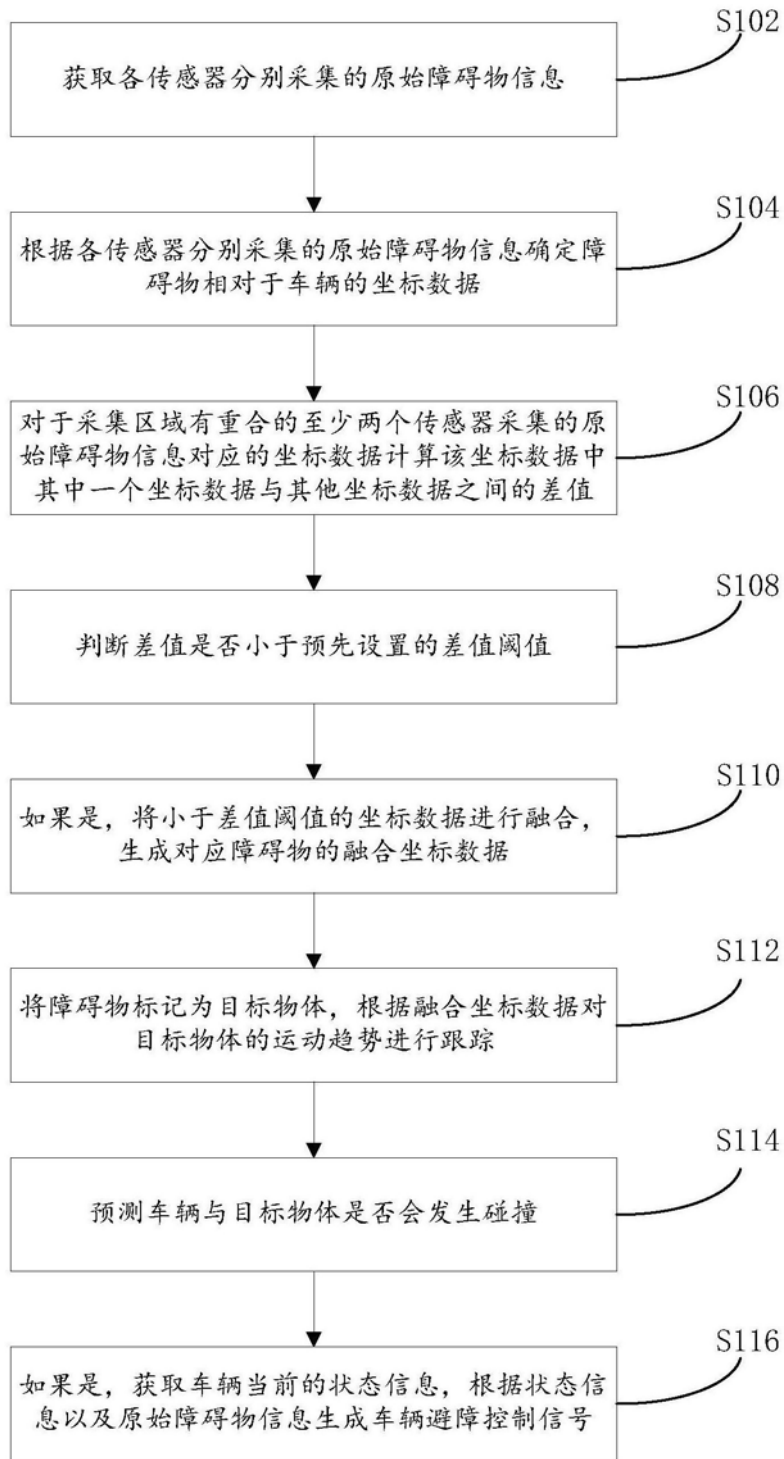 S102
获取各传感器分别采集的原始障碍物信息
S104
根据各传感器分别采集的原始障碍物信息确定障
碍物相对于车辆的坐标数据
S106
对于采集区域有重合的至少两个传感器采集的原
始障碍物信息对应的坐标数据计算该坐标数据中
其中一个坐标数据与其他坐标数据之间的差值
S108
判断差值是否小于预先设置的差值阈值
S110
如果是，将小于差值阈值的坐标数据进行融合，
生成对应障碍物的融合坐标数据
S112
将障碍物标记为目标物体，根据融合坐标数据对
目标物体的运动趋势进行跟踪
S114
预测车辆与目标物体是否会发生碰撞
S116
如果是，获取车辆当前的状态信息，根据状态信
息以及原始障碍物信息生成车辆避障控制信号